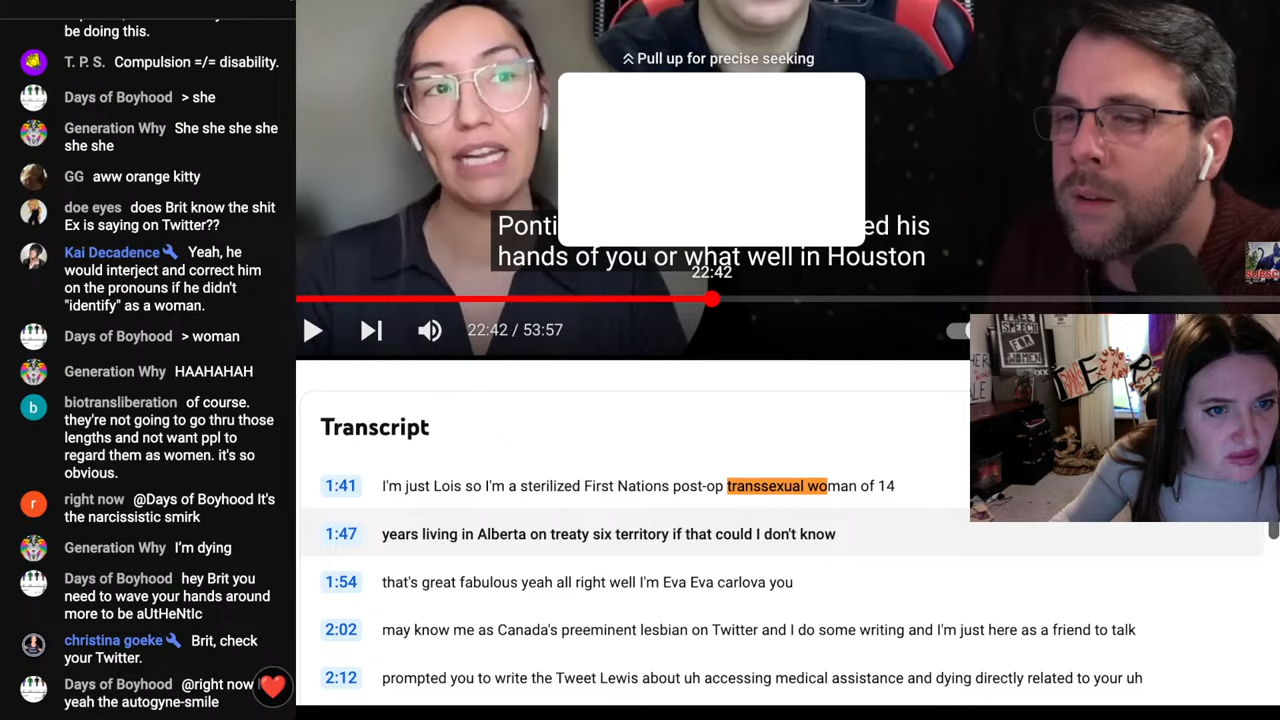 be doing this.
T. P. S. Compulsion =/= disability.
Days of Boyhood > she
Generation Why She she she she
she she
GG aww orange kitty
doe eyes does Brit know the shit
Ex is saying on Twitter??
Kai Decadence Yeah, he
would interject and correct him
on the pronouns if he didn't
"identify" as a woman.
Days of Boyhood > woman
Generation Why HAAHAHAH
biotransliberation of course.
they're not going to go thru those
lengths and not want ppl to
regard them as women. it's so
obvious.
right now @Days of Boyhood It's
the narcissistic smirk
Generation Why I'm dying
Days of Boyhood hey Brit you
need to wave your hands around
more to be aUtHeNtIc
christina goeke Brit, check
your Twitter.
Days of Boyhood @right now
yeah the autogyne-smile
Pull up for precise seeking
Ponti ed his
hands of you or what well in Houston
22:42
22:42 / 53:57
SUBSC
FREE
SPEECH
FOR
WOMEN
Transcript
1:41 I'm just Lois so I'm a sterilized First Nations post-op transsexual woman of 14
1:47 years living in Alberta on treaty six territory if that could I don't know
1:54 that's great fabulous yeah all right well I'm Eva Eva carlova you
2:02 may know me as Canada's preeminent lesbian on Twitter and I do some writing and I'm just here as a friend to talk
2:12 prompted you to write the Tweet Lewis about uh accessing medical assistance and dying directly related to your uh